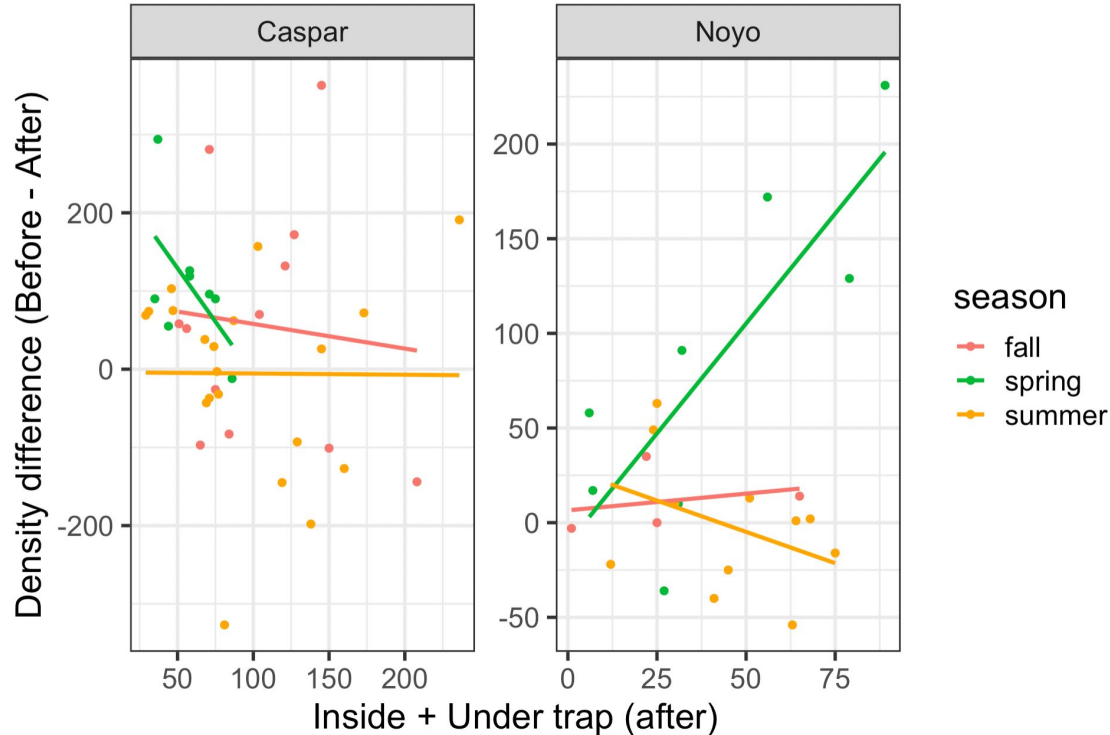 Caspar
Noyo
Density difference (Before - After)
200
0
-200
50 100 150 200
200
150
100
50
0
-50
0 25 50 75
Inside + Under trap (after)
season
fall
spring
summer